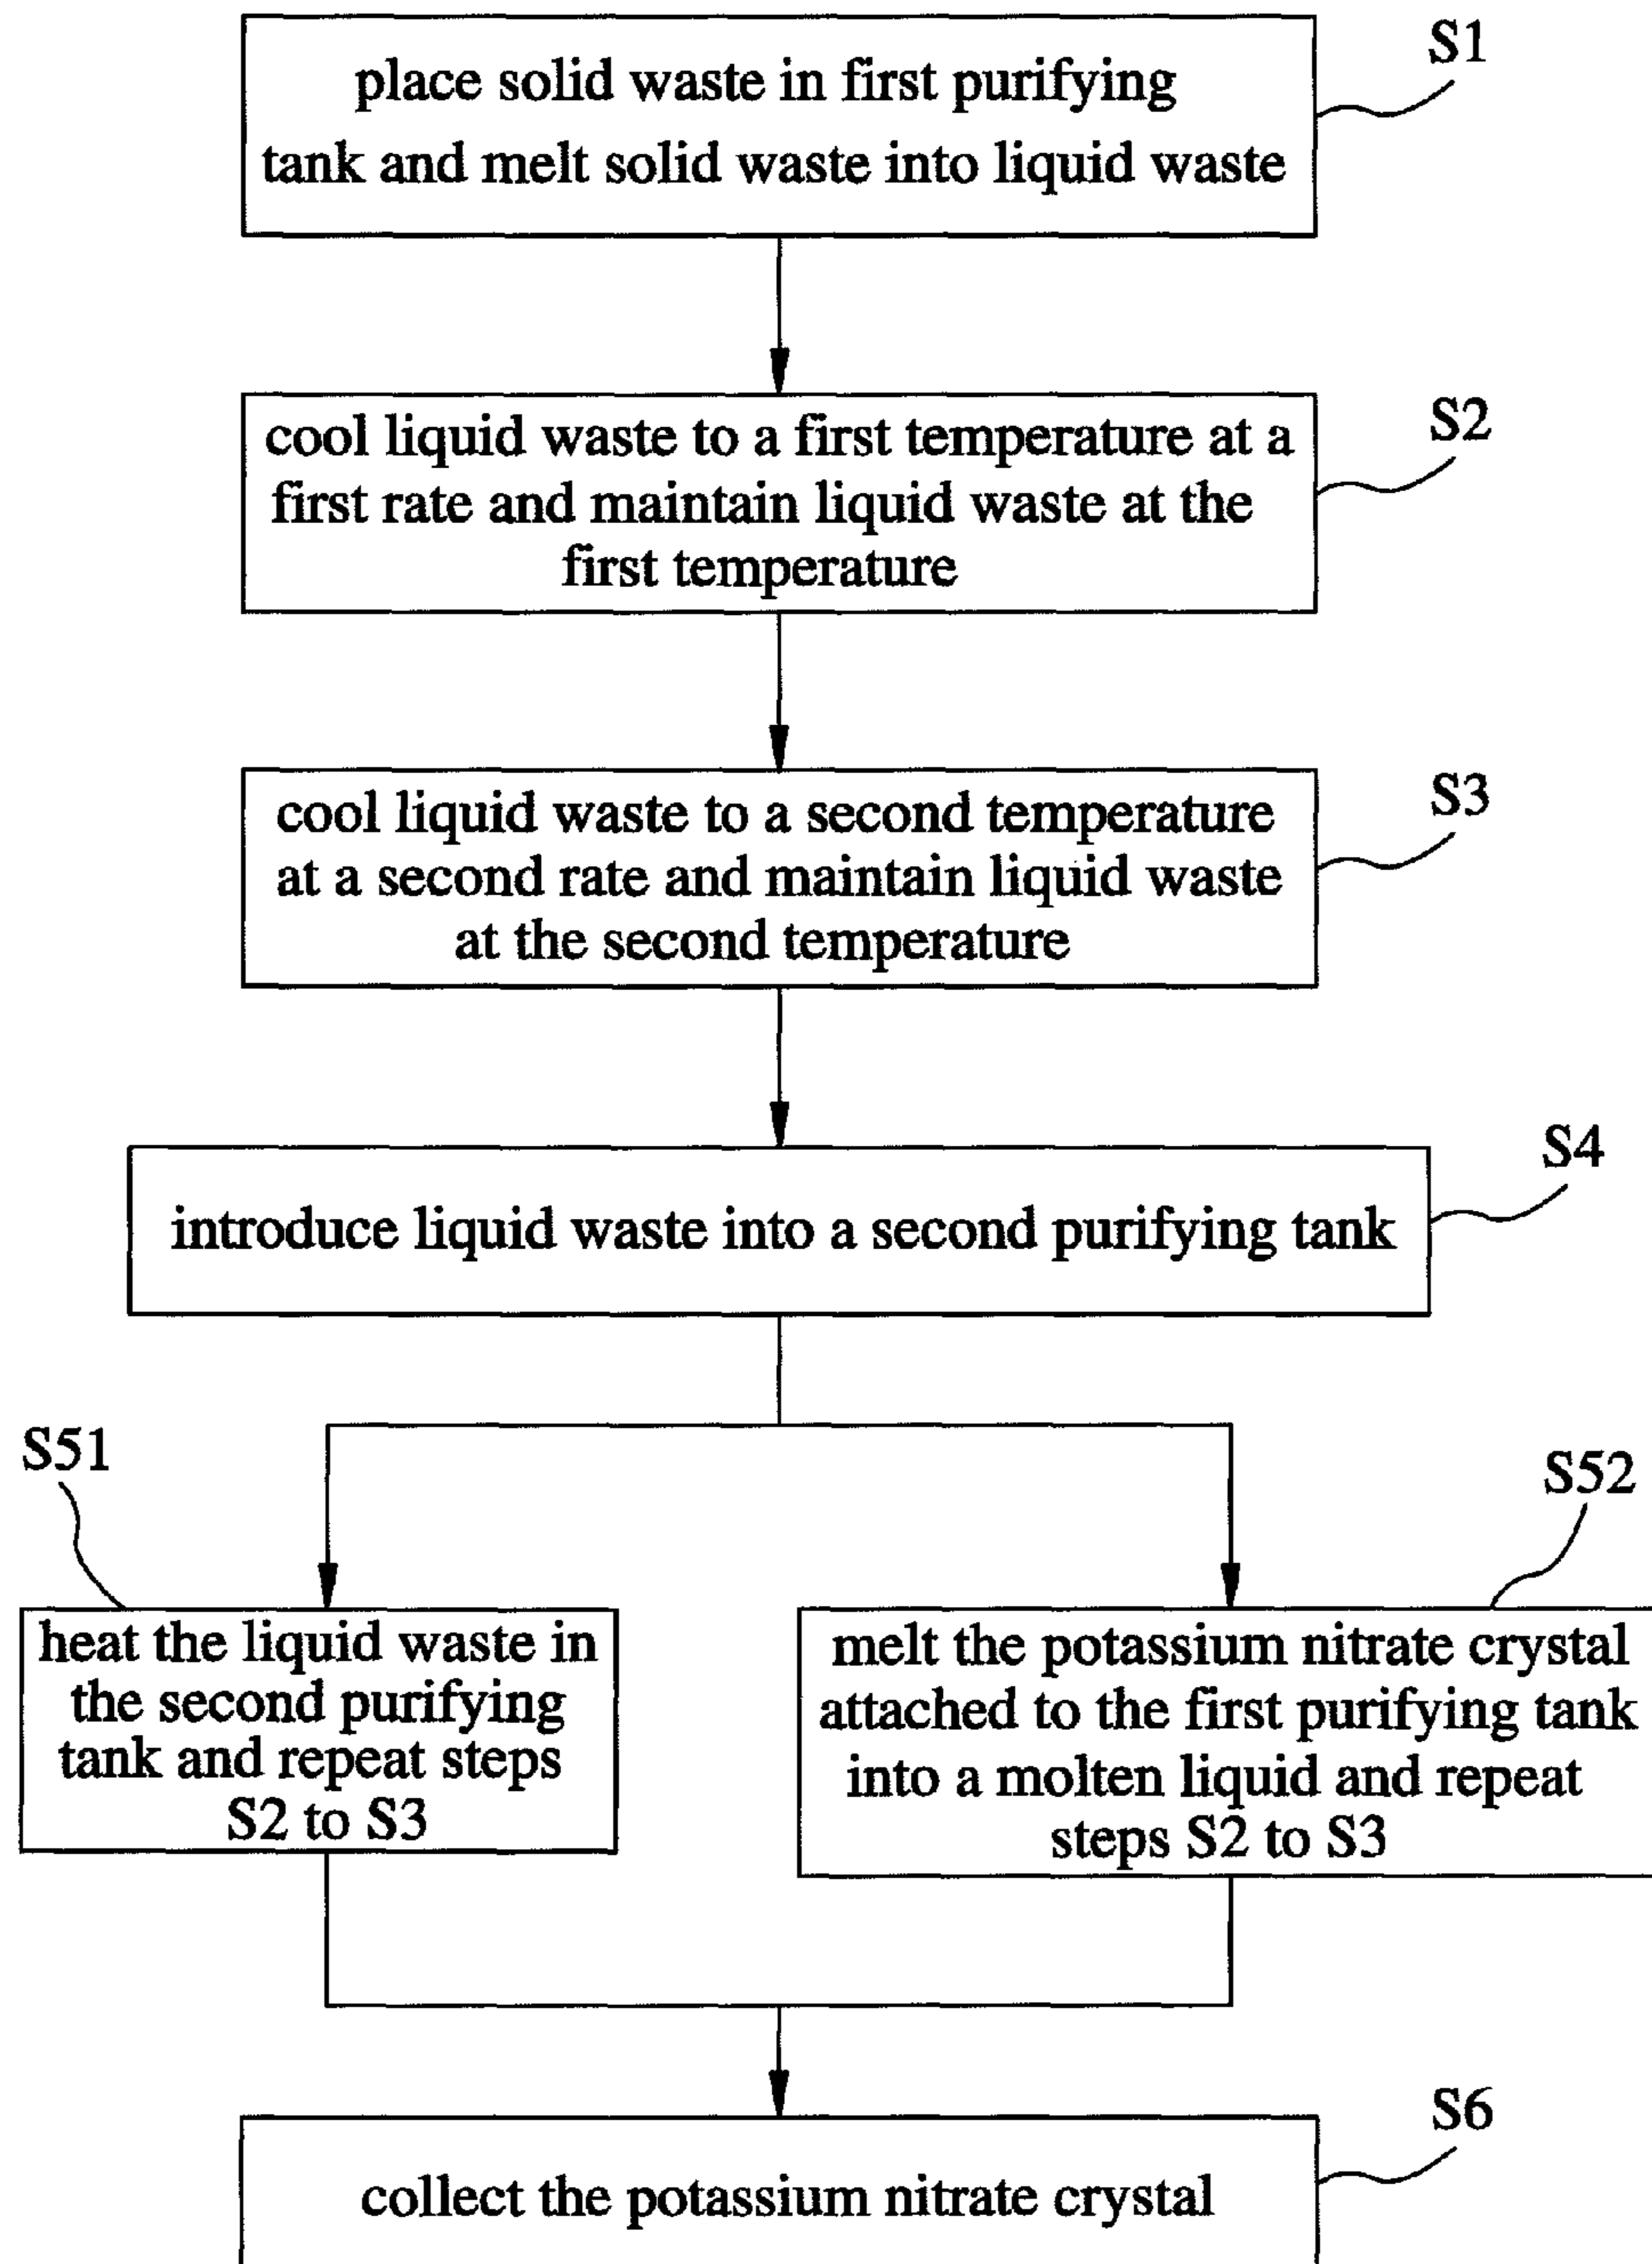 S1
place solid waste in first purifying
tank and melt solid waste into liquid waste
S2
cool liquid waste to a first temperature at a
first rate and maintain liquid waste at the
first temperature
S3
cool liquid waste to a second temperature
at a second rate and maintain liquid waste
at the second temperature
S4
introduce liquid waste into a second purifying tank
S51
heat the liquid waste in
the second purifying
tank and repeat steps
S2 to S3
S52
melt the potassium nitrate crystal
attached to the first purifying tank
into a molten liquid and repeat
steps S2 to S3
S6
collect the potassium nitrate crystal